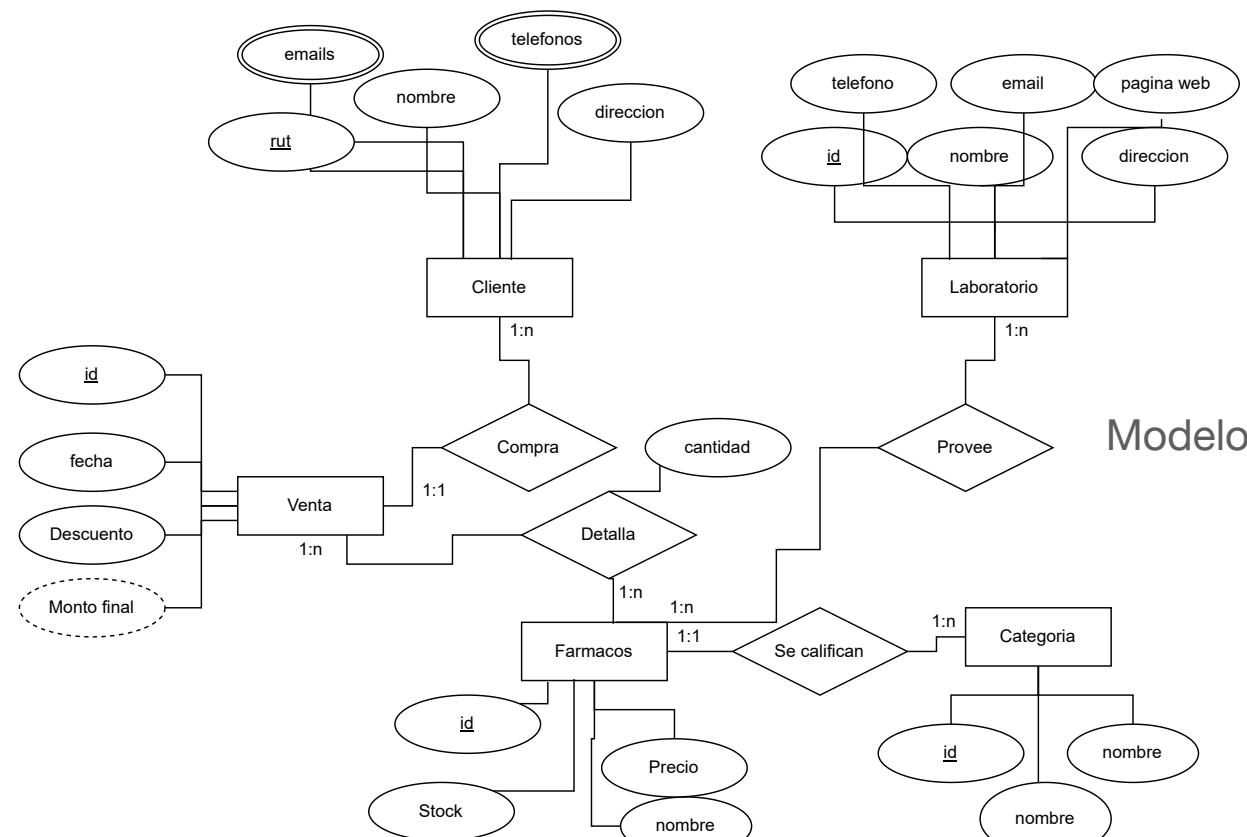 emails
telefonos
nombre
direccion
rut
telefono
email
pagina web
id
nombre
direccion
Cliente
Laboratorio
1:n
1:n
id
fecha
Descuento
Monto final
Venta
1:1
1:n
Compra
cantidad
Provee
Modelo
Detalla
1:n
1:n
1:1
Farmacos
Se califican
1:n
Categoria
id
Stock
Precio
nombre
id
nombre
nombre